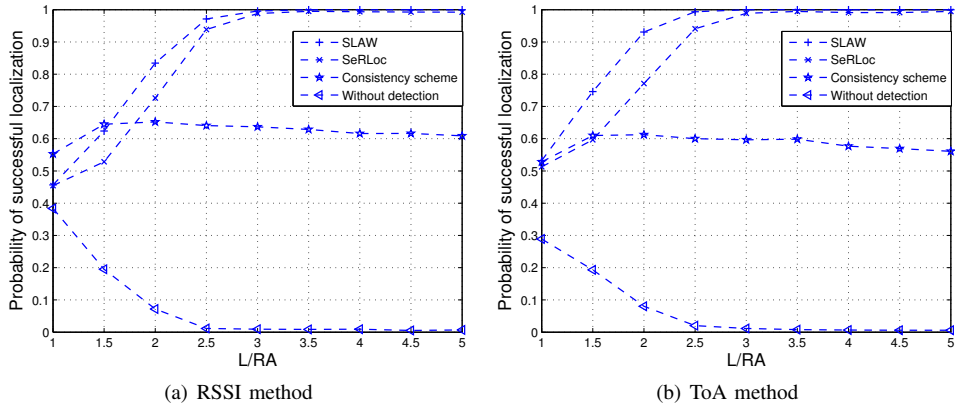 1
0.9
0.8
0.7
0.6
0.5
0.4
0.3
0.2
0.1
0
Probability of successful localization
SLAW
SeRLoc
Consistency scheme
Without detection
1 1.5 2 2.5 3 3.5 4 4.5 5
L/RA
(a) RSSI method
1
0.9
0.8
0.7
0.6
0.5
0.4
0.3
0.2
0.1
0
Probability of successful localization
SLAW
SeRLoc
Consistency scheme
Without detection
1 1.5 2 2.5 3 3.5 4 4.5 5
L/RA
(b) ToA method